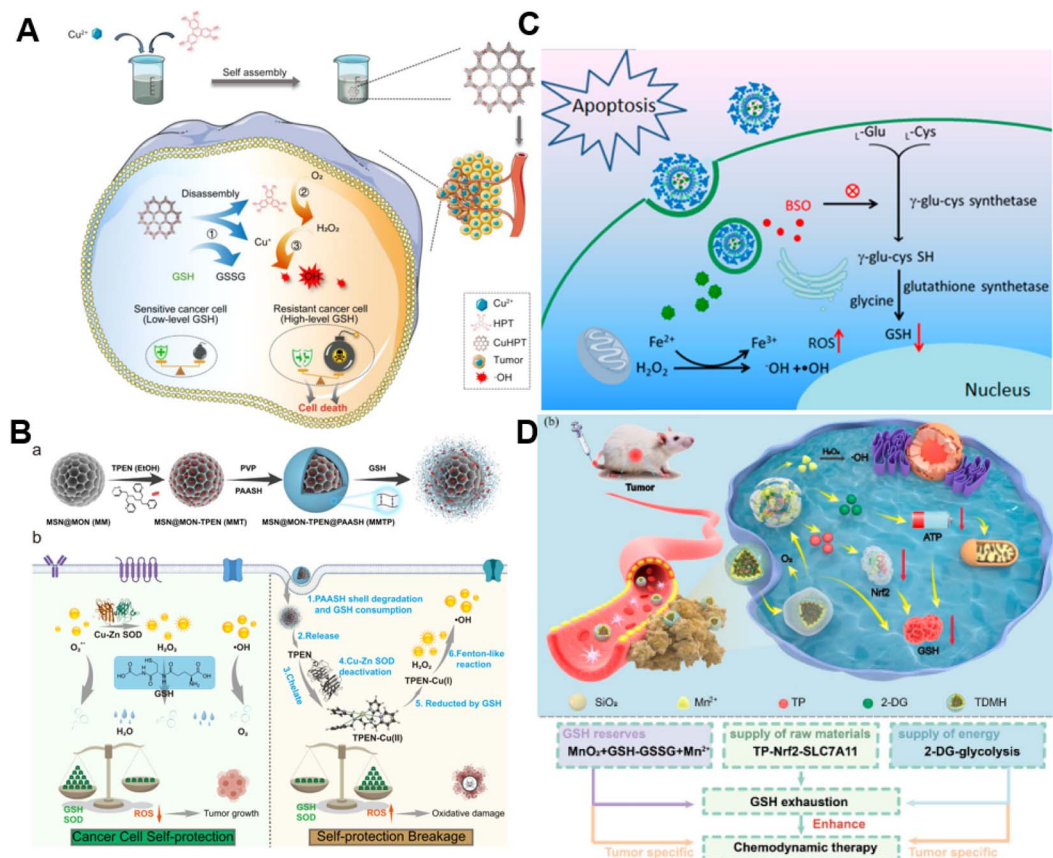 A
Cu²⁺
Self assembly
Disassembly
O₂
②
①
H₂O₂
Cu⁺
③
GSH
GSSG
·OH
Sensitive cancer cell
(Low-level GSH)
Resistant cancer cell
(High-level GSH)
Cell death
Cu²⁺
HPT
CuHPT
Tumor
·OH
B
a
TPEN (EtOH)
PVP
PAASH
GSH
MSN@MON (MM)
MSN@MON-TPEN (MMT)
MSN@MON-TPEN@PAASH (MMTP)
b
Cu-Zn SOD
O₂·⁻
H₂O₂
·OH
GSH
H₂O
O₂
GSH
SOD
ROS
Tumor growth
Cancer Cell Self-protection
1.PAASH shell degradation
and GSH consumption
2.Release
TPEN
3.Chelate
4.Cu-Zn SOD
deactivation
TPEN-Cu(II)
5. Reducted by GSH
TPEN-Cu(I)
H₂O₂
6.Fenton-like
reaction
·OH
GSH
SOD
ROS
Oxidative damage
Self-protection Breakage
C
Apoptosis
L-Glu
L-Cys
BSO
γ-glu-cys synthetase
γ-glu-cys SH
glycine
glutathione synthetase
GSH
Fe²⁺
Fe³⁺
ROS
H₂O₂
⁻OH +•OH
Nucleus
D
(b)
Tumor
H₂O₂
·OH
ATP
O₂
Nrf2
GSH
SiO₂
Mn²⁺
TP
2-DG
TDMH
GSH reserves
MnO₂+GSH-GSSG+Mn²⁺
supply of raw materials
TP-Nrf2-SLC7A11
supply of energy
2-DG-glycolysis
GSH exhaustion
Enhance
Chemodynamic therapy
Tumor specific
Tumor specific